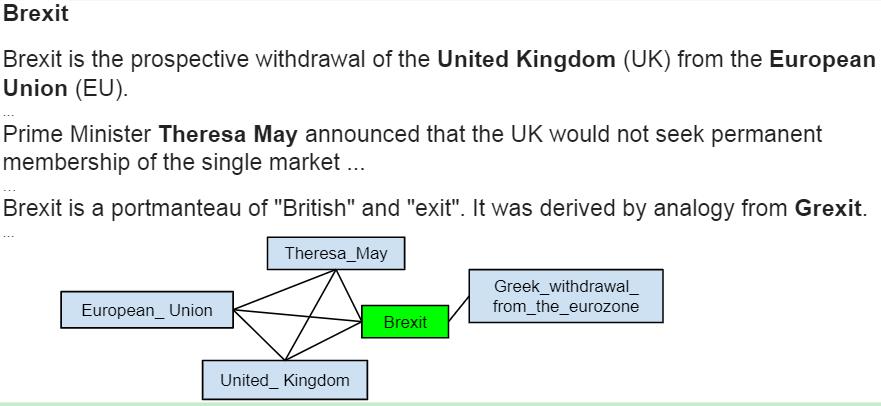 Brexit
Brexit is the prospective withdrawal of the United Kingdom (UK) from the European
Union (EU).
...
Prime Minister Theresa May announced that the UK would not seek permanent
membership of the single market ...
...
Brexit is a portmanteau of "British" and "exit". It was derived by analogy from Grexit.
...
Theresa_May
Greek_withdrawal_
from_the_eurozone
European_ Union
Brexit
United_ Kingdom